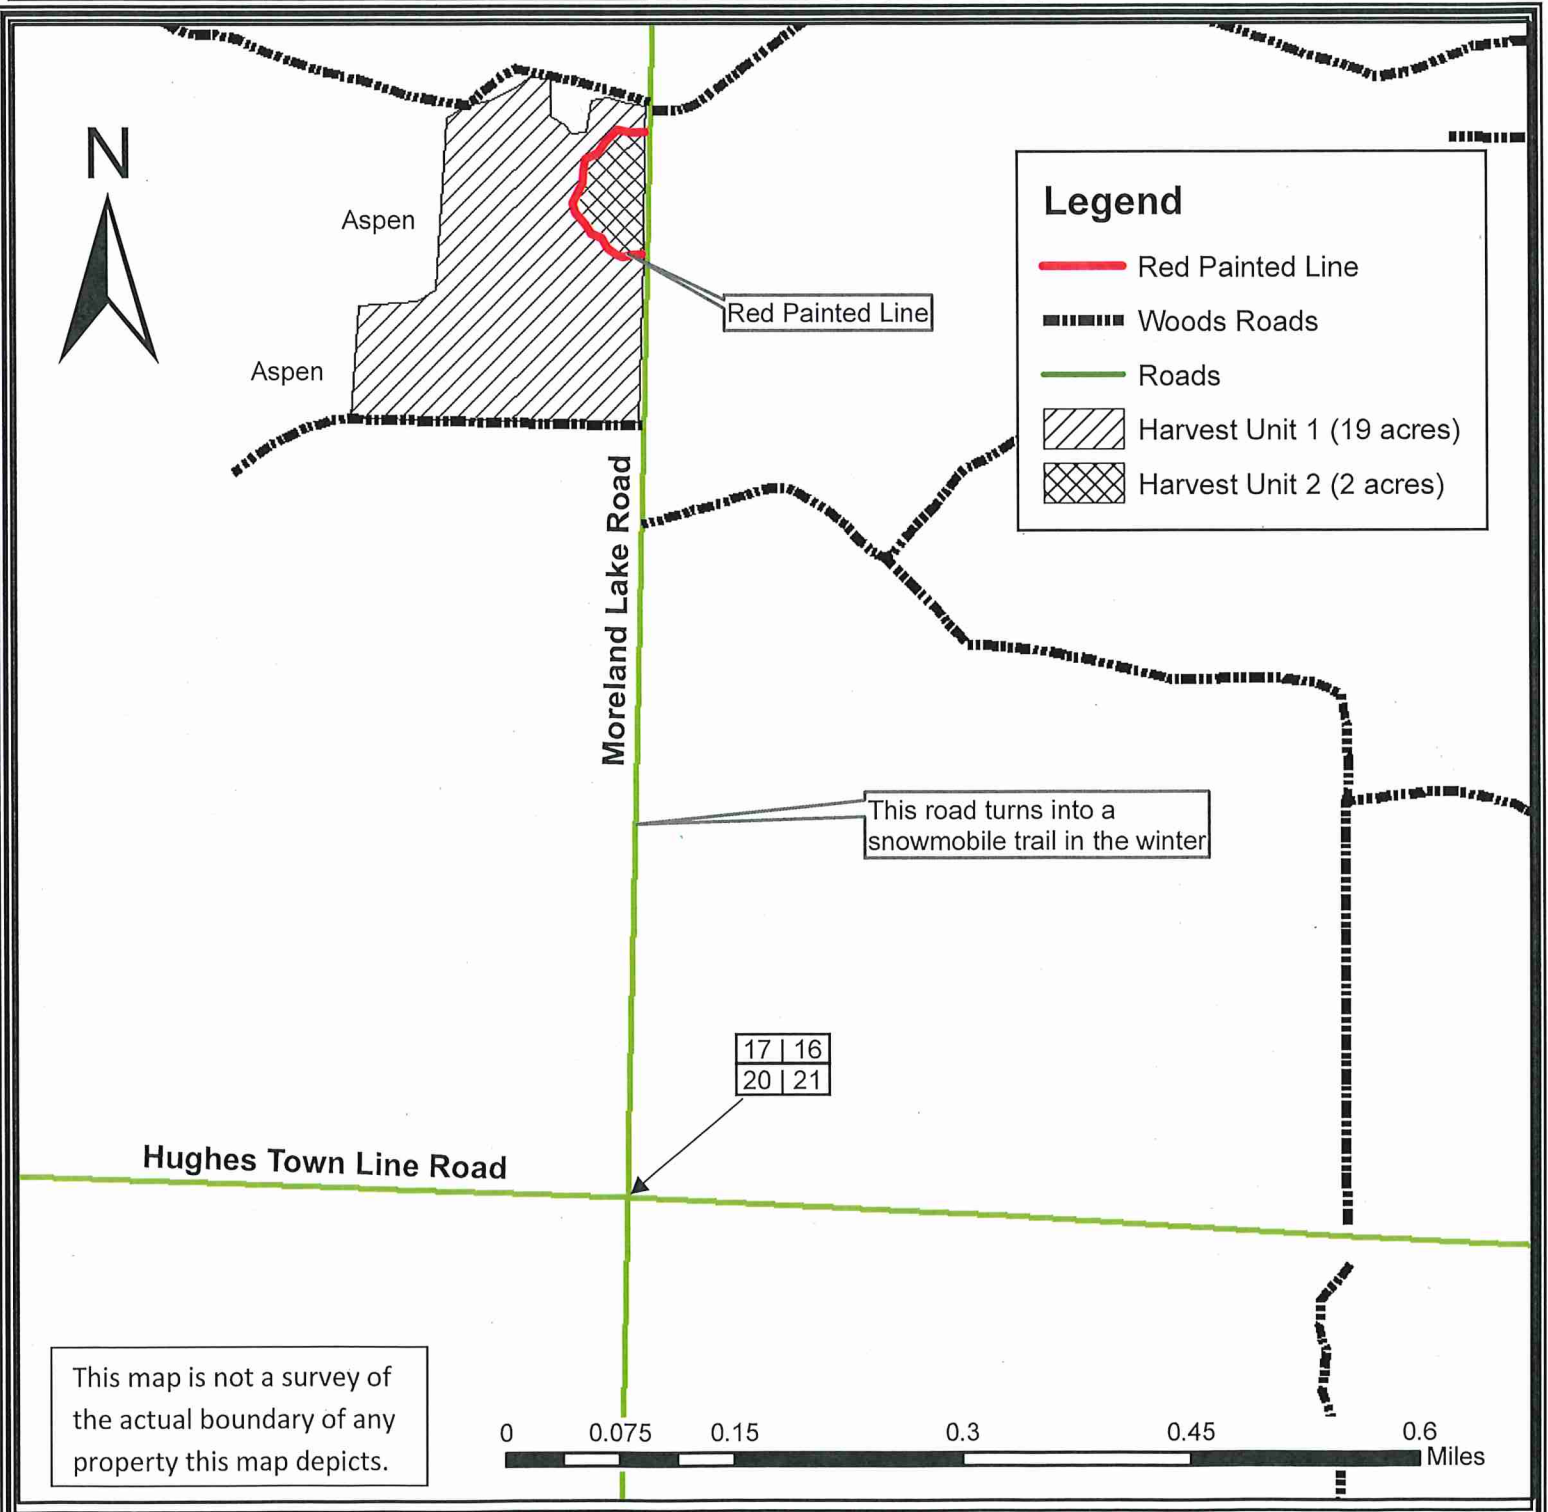 N
Aspen
Aspen
Red Painted Line
Legend
Red Painted Line
Woods Roads
Roads
Harvest Unit 1 (19 acres)
Harvest Unit 2 (2 acres)
Moreland Lake Road
This road turns into a
snowmobile trail in the winter
17 | 16
20 | 21
Hughes Town Line Road
This map is not a survey of
the actual boundary of any
property this map depicts.
0 0.075 0.15 0.3 0.45 0.6
Miles